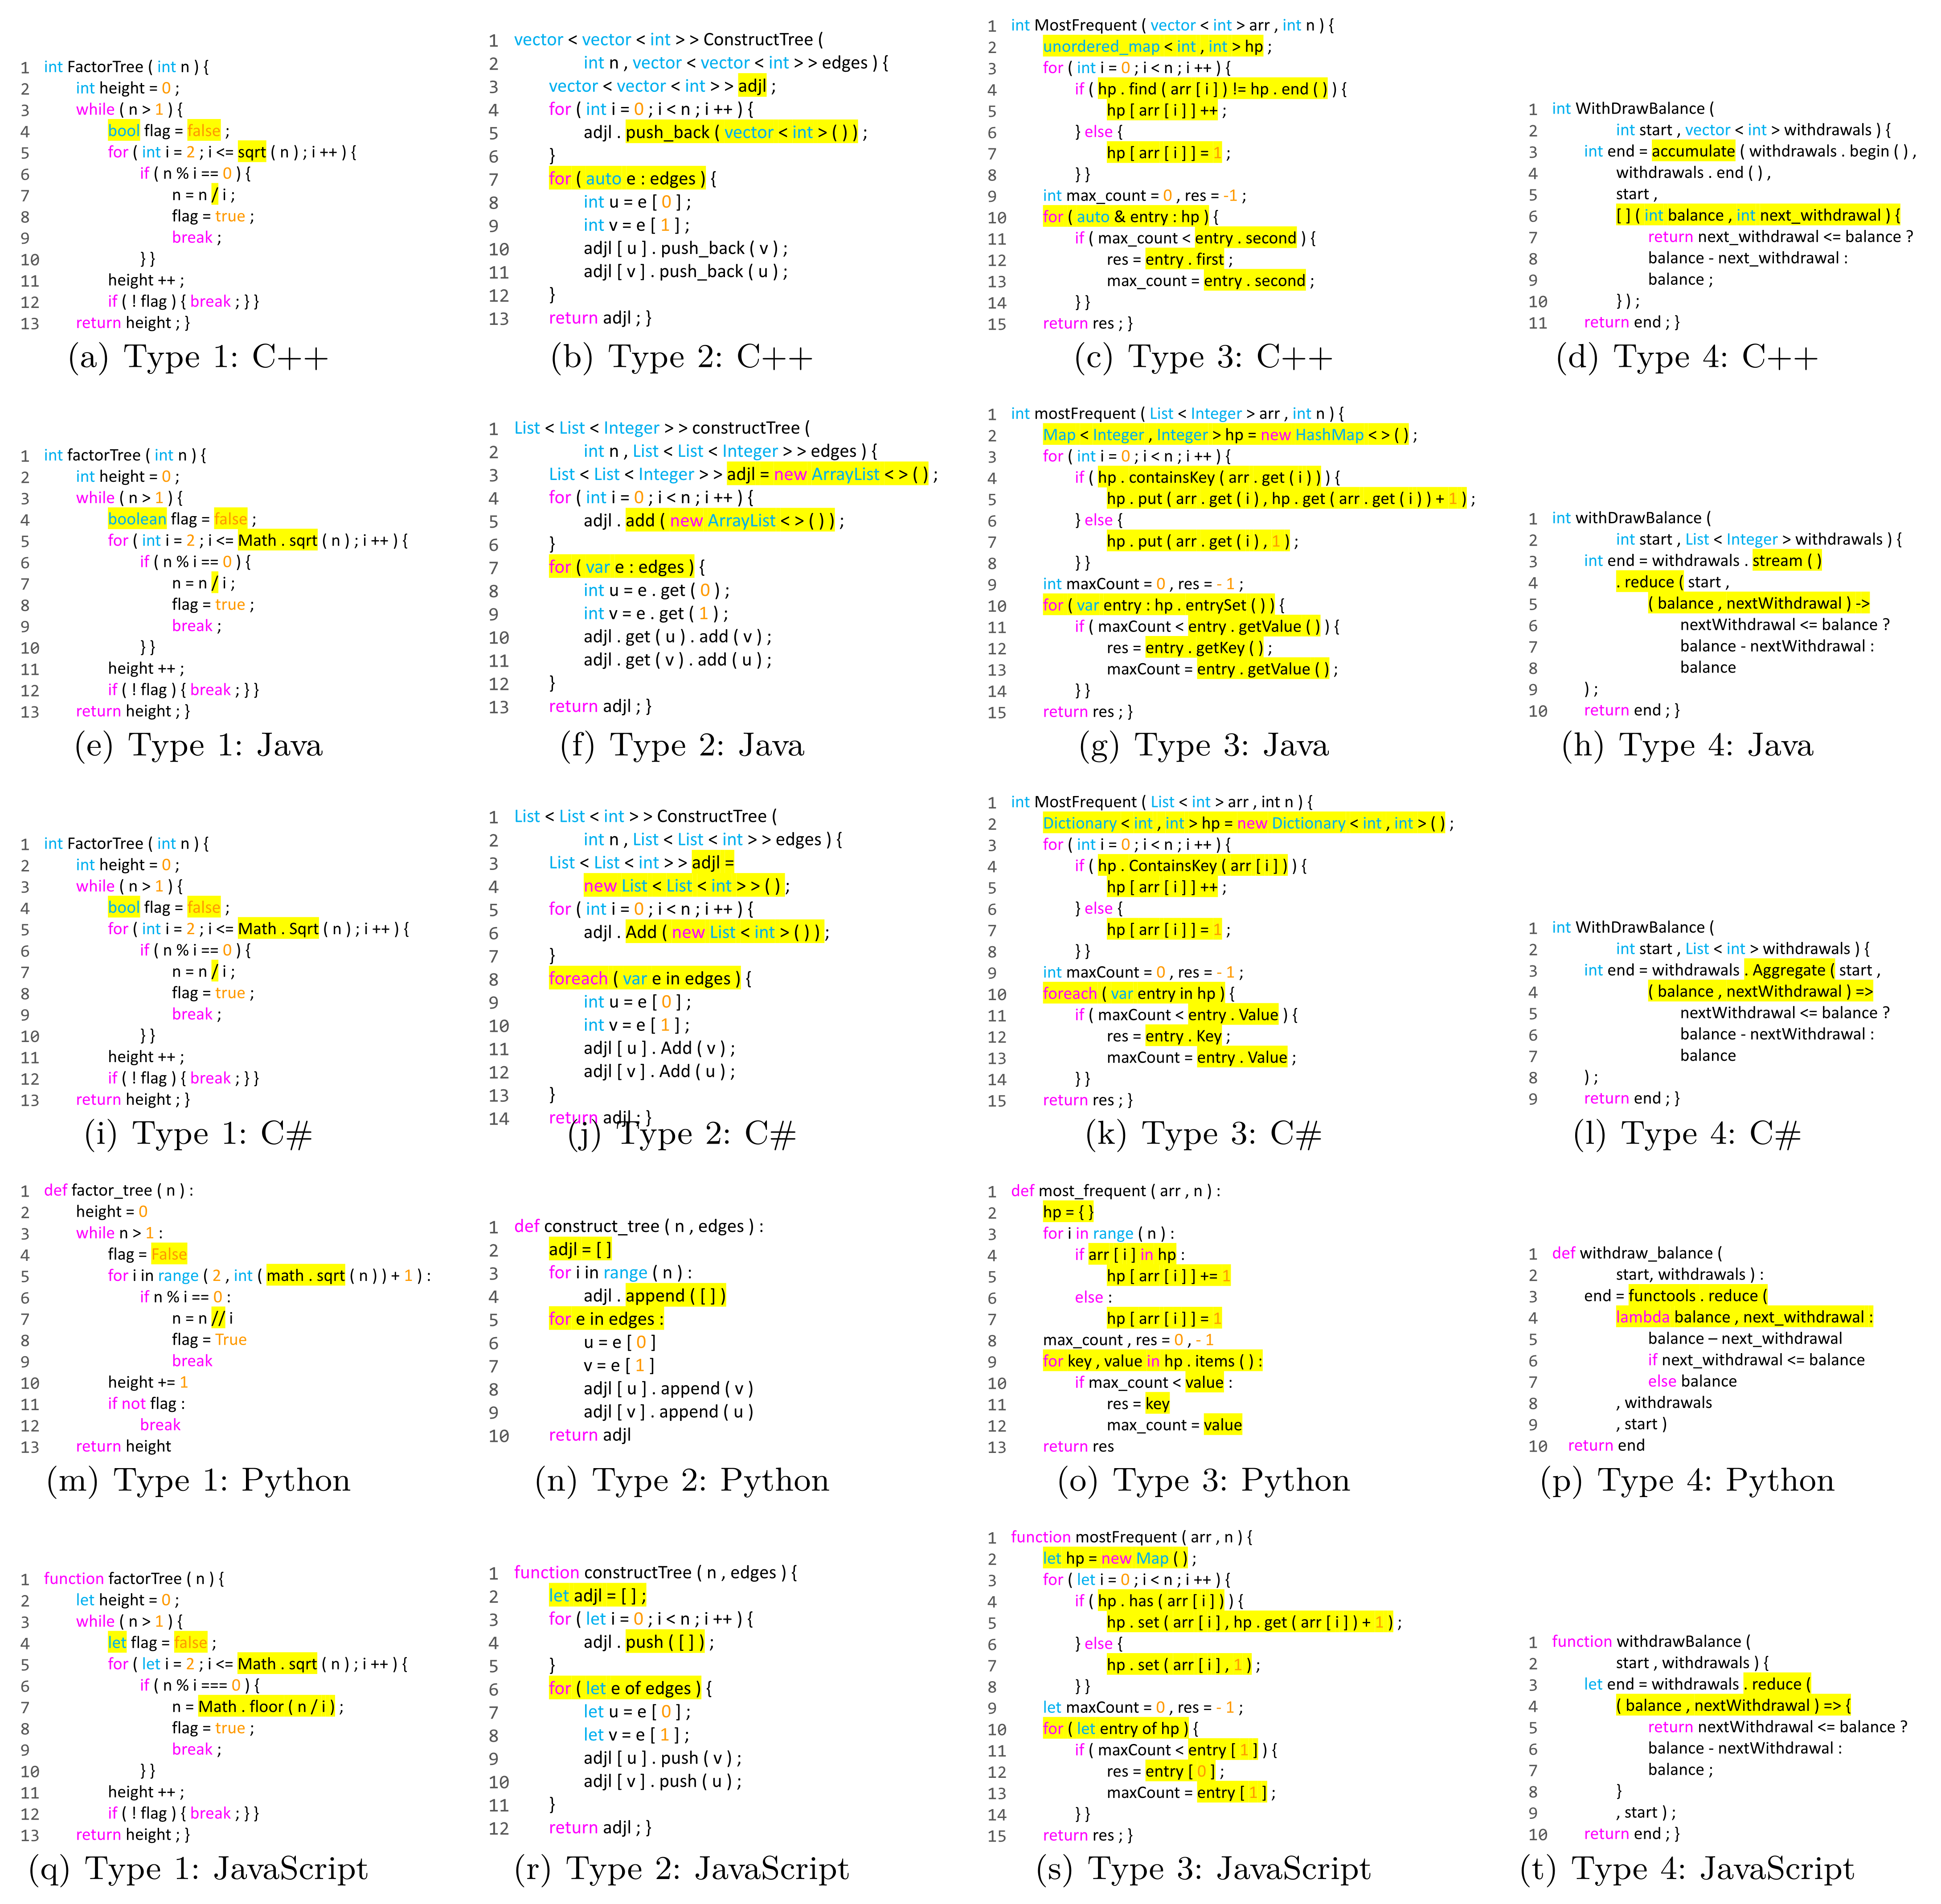 1 int FactorTree ( int n ) {
2 int height = 0 ;
3 while ( n > 1 ) {
4 bool flag = false ;
5 for ( int i = 2 ; i <= sqrt ( n ) ; i ++ ) {
6 if ( n % i == 0 ) {
7 n = n / i ;
8 flag = true ;
9 break ;
10 } }
11 height ++ ;
12 if ( ! flag ) { break ; } }
13 return height ; }
(a) Type 1: C++
1 vector < vector < int > > ConstructTree (
2 int n , vector < vector < int >> edges ) {
3 vector < vector < int >> adjl ;
4 for ( int i = 0 ; i < n ; i ++ ) {
5 adjl . push_back ( vector < int > ( ) ) ;
6 }
7 for ( auto e : edges ) {
8 int u = e [ 0 ] ;
9 int v = e [ 1 ] ;
10 adjl [ u ] . push_back ( v ) ;
11 adjl [ v ] . push_back ( u ) ;
12 }
13 return adjl ; }
(b) Type 2: C++
1 int MostFrequent ( vector < int > arr , int n ) {
2 unordered_map < int , int > hp ;
3 for ( int i = 0 ; i < n ; i ++ ) {
4 if ( hp . find ( arr [ i ] ) != hp . end ( ) ) {
5 hp [ arr [ i ] ] ++ ;
6 } else {
7 hp [ arr [ i ] ] = 1 ;
8 } }
9 int max_count = 0 , res = -1 ;
10 for ( auto & entry : hp ) {
11 if ( max_count < entry . second ) {
12 res = entry . first ;
13 max_count = entry . second ;
14 } }
15 return res ; }
(c) Type 3: C++
1 int WithDrawBalance (
2 int start , vector < int > withdrawals ) {
3 int end = accumulate ( withdrawals . begin ( ) ,
4 withdrawals . end ( ) ,
5 start ,
6 [ ] ( int balance , int next_withdrawal ) {
7 return next_withdrawal <= balance ?
8 balance - next_withdrawal :
9 balance ;
10 } ) ;
11 return end ; }
(d) Type 4: C++
1 int factorTree ( int n ) {
2 int height = 0 ;
3 while ( n > 1 ) {
4 boolean flag = false ;
5 for ( int i = 2 ; i <= Math . sqrt ( n ) ; i ++ ) {
6 if ( n % i == 0 ) {
7 n = n / i ;
8 flag = true ;
9 break ;
10 } }
11 height ++ ;
12 if ( ! flag ) { break ; } }
13 return height ; }
(e) Type 1: Java
1 List < List < Integer > > constructTree (
2 int n , List < List < Integer >> edges ) {
3 List < List < Integer > > adjl = new ArrayList < > ( ) ;
4 for ( int i = 0 ; i < n ; i ++ ) {
5 adjl . add ( new ArrayList < > ( ) ) ;
6 }
7 for ( var e : edges ) {
8 int u = e . get ( 0 ) ;
9 int v = e . get ( 1 ) ;
10 adjl . get ( u ) . add ( v ) ;
11 adjl . get ( v ) . add ( u ) ;
12 }
13 return adjl ; }
(f) Type 2: Java
1 int mostFrequent ( List < Integer > arr , int n ) {
2 Map < Integer , Integer > hp = new HashMap < > ( ) ;
3 for ( int i = 0 ; i < n ; i ++ ) {
4 if ( hp . containsKey ( arr . get ( i ) ) ) {
5 hp . put ( arr . get ( i ) , hp . get ( arr . get ( i ) ) + 1 ) ;
6 } else {
7 hp . put ( arr . get ( i ) , 1 ) ;
8 } }
9 int maxCount = 0 , res = - 1 ;
10 for ( var entry : hp . entrySet ( ) ) {
11 if ( maxCount < entry . getValue ( ) ) {
12 res = entry . getKey ( ) ;
13 maxCount = entry . getValue ( ) ;
14 } }
15 return res ; }
(g) Type 3: Java
1 int withDrawBalance (
2 int start , List < Integer > withdrawals ) {
3 int end = withdrawals . stream ( )
4 . reduce ( start ,
5 ( balance , nextWithdrawal ) ->
6 nextWithdrawal <= balance ?
7 balance - nextWithdrawal :
8 balance
9 ) ;
10 return end ; }
(h) Type 4: Java
1 int FactorTree ( int n ) {
2 int height = 0 ;
3 while ( n > 1 ) {
4 bool flag = false ;
5 for ( int i = 2 ; i <= Math . Sqrt ( n ) ; i ++ ) {
6 if ( n % i == 0 ) {
7 n = n / i ;
8 flag = true ;
9 break ;
10 } }
11 height ++ ;
12 if ( ! flag ) { break ; } }
13 return height ; }
(i) Type 1: C#
1 List < List < int >> ConstructTree (
2 int n , List < List < int >> edges ) {
3 List < List < int > > adjl =
4 new List < List < int > > ( ) ;
5 for ( int i = 0 ; i < n ; i ++ ) {
6 adjl . Add ( new List < int > ( ) ) ;
7 }
8 foreach ( var e in edges ) {
9 int u = e [ 0 ] ;
10 int v = e [ 1 ] ;
11 adjl [ u ] . Add ( v ) ;
12 adjl [ v ] . Add ( u ) ;
13 }
14 return adjl ; }
(j) Type 2: C#
1 int MostFrequent ( List < int > arr , int n ) {
2 Dictionary < int , int > hp = new Dictionary < int , int > ( ) ;
3 for ( int i = 0 ; i < n ; i ++ ) {
4 if ( hp . ContainsKey ( arr [ i ] ) ) {
5 hp [ arr [ i ] ] ++ ;
6 } else {
7 hp [ arr [ i ] ] = 1 ;
8 } }
9 int maxCount = 0 , res = - 1 ;
10 foreach ( var entry in hp ) {
11 if ( maxCount < entry . Value ) {
12 res = entry . Key ;
13 maxCount = entry . Value ;
14 } }
15 return res ; }
(k) Type 3: C#
1 int WithDrawBalance (
2 int start , List < int > withdrawals ) {
3 int end = withdrawals . Aggregate ( start ,
4 ( balance , nextWithdrawal ) =>
5 nextWithdrawal <= balance ?
6 balance - nextWithdrawal :
7 balance
8 ) ;
9 return end ; }
(l) Type 4: C#
1 def factor_tree ( n ) :
2 height = 0
3 while n > 1 :
4 flag = False
5 for i in range ( 2 , int ( math . sqrt ( n ) ) + 1 ) :
6 if n % i == 0 :
7 n = n // i
8 flag = True
9 break
10 height += 1
11 if not flag :
12 break
13 return height
(m) Type 1: Python
1 def construct_tree ( n , edges ) :
2 adjl = [ ]
3 for i in range ( n ) :
4 adjl . append ( [ ] )
5 for e in edges :
6 u = e [ 0 ]
7 v = e [ 1 ]
8 adjl [ u ] . append ( v )
9 adjl [ v ] . append ( u )
10 return adjl
(n) Type 2: Python
1 def most_frequent ( arr , n ) :
2 hp = { }
3 for i in range ( n ) :
4 if arr [ i ] in hp :
5 hp [ arr [ i ] ] += 1
6 else :
7 hp [ arr [ i ] ] = 1
8 max_count , res = 0 , - 1
9 for key , value in hp . items ( ) :
10 if max_count < value :
11 res = key
12 max_count = value
13 return res
(o) Type 3: Python
1 def withdraw_balance (
2 start, withdrawals ) :
3 end = functools . reduce (
4 lambda balance , next_withdrawal :
5 balance – next_withdrawal
6 if next_withdrawal <= balance
7 else balance
8 , withdrawals
9 , start )
10 return end
(p) Type 4: Python
1 function factorTree ( n ) {
2 let height = 0 ;
3 while ( n > 1 ) {
4 let flag = false ;
5 for ( let i = 2 ; i <= Math . sqrt ( n ) ; i ++ ) {
6 if ( n % i === 0 ) {
7 n = Math . floor ( n / i ) ;
8 flag = true ;
9 break ;
10 } }
11 height ++ ;
12 if ( ! flag ) { break ; } }
13 return height ; }
(q) Type 1: JavaScript
1 function constructTree ( n , edges ) {
2 let adjl = [ ] ;
3 for ( let i = 0 ; i < n ; i ++ ) {
4 adjl . push ( [ ] ) ;
5 }
6 for ( let e of edges ) {
7 let u = e [ 0 ] ;
8 let v = e [ 1 ] ;
9 adjl [ u ] . push ( v ) ;
10 adjl [ v ] . push ( u ) ;
11 }
12 return adjl ; }
(r) Type 2: JavaScript
1 function mostFrequent ( arr , n ) {
2 let hp = new Map ( ) ;
3 for ( let i = 0 ; i < n ; i ++ ) {
4 if ( hp . has ( arr [ i ] ) ) {
5 hp . set ( arr [ i ] , hp . get ( arr [ i ] ) + 1 ) ;
6 } else {
7 hp . set ( arr [ i ] , 1 ) ;
8 } }
9 let maxCount = 0 , res = - 1 ;
10 for ( let entry of hp ) {
11 if ( maxCount < entry [ 1 ] ) {
12 res = entry [ 0 ] ;
13 maxCount = entry [ 1 ] ;
14 } }
15 return res ; }
(s) Type 3: JavaScript
1 function withdrawBalance (
2 start , withdrawals ) {
3 let end = withdrawals . reduce (
4 ( balance , nextWithdrawal ) => {
5 return nextWithdrawal <= balance ?
6 balance - nextWithdrawal :
7 balance ;
8 }
9 , start ) ;
10 return end ; }
(t) Type 4: JavaScript